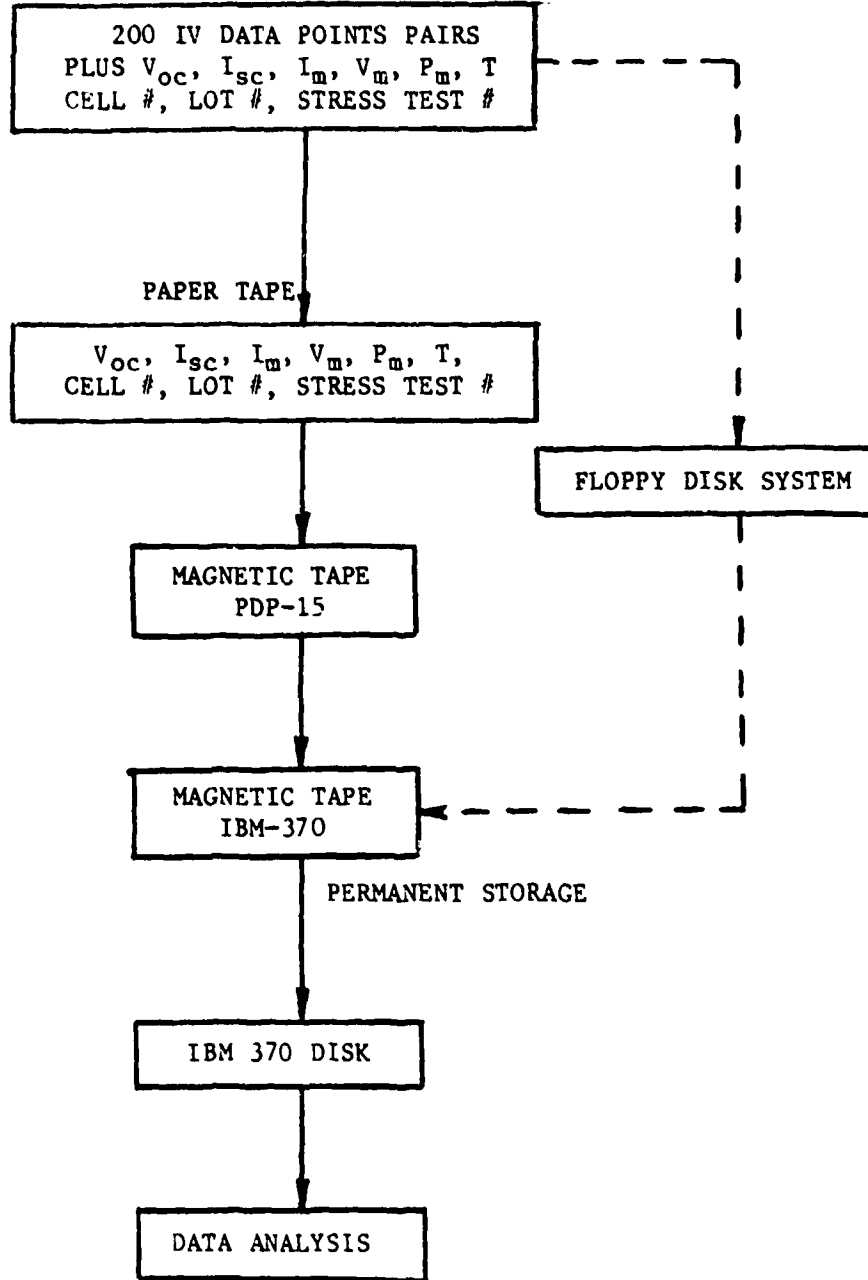 200 IV DATA POINTS PAIRS
PLUS Voc, Isc, Im, Vm, Pm, T
CELL #, LOT #, STRESS TEST #
PAPER TAPE
Voc, Isc, Im, Vm, Pm, T,
CELL #, LOT #, STRESS TEST #
FLOPPY DISK SYSTEM
MAGNETIC TAPE
PDP-15
MAGNETIC TAPE
IBM-370
PERMANENT STORAGE
IBM 370 DISK
DATA ANALYSIS